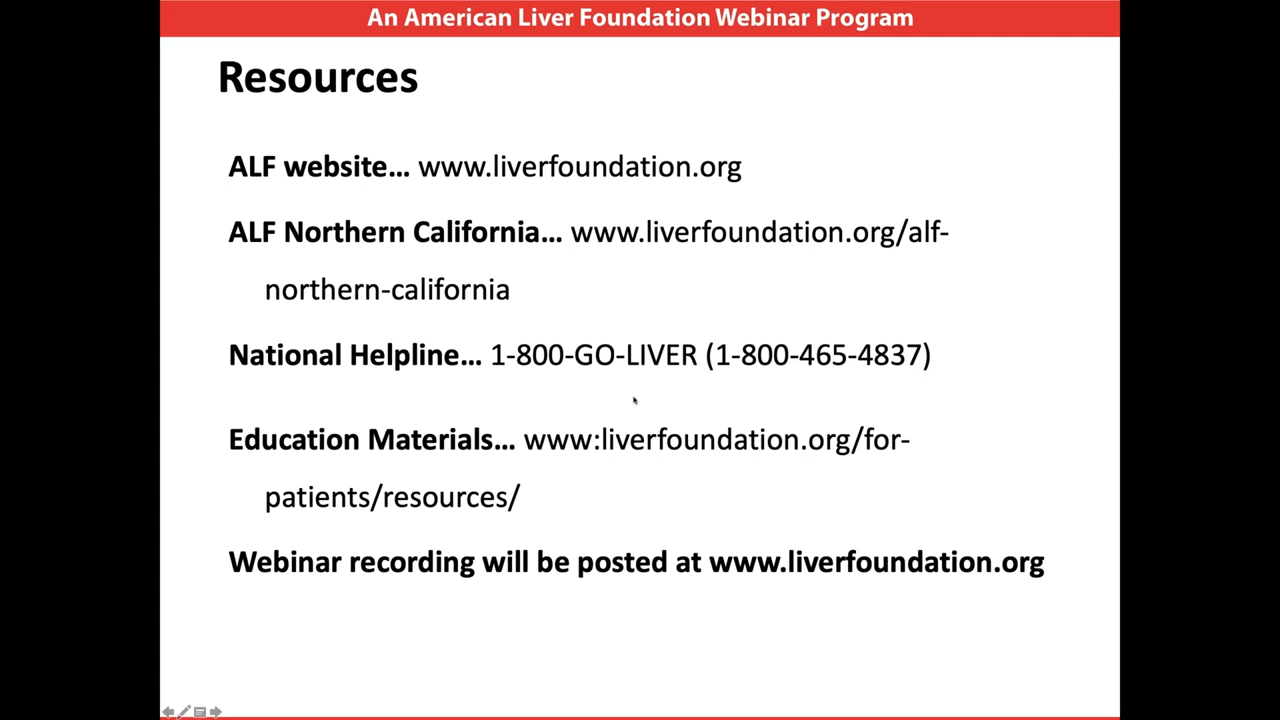 An American Liver Foundation Webinar Program
Resources
ALF website… www.liverfoundation.org
ALF Northern California… www.liverfoundation.org/alf-
northern-california
National Helpline… 1-800-GO-LIVER (1-800-465-4837)
Education Materials… www:liverfoundation.org/for-
patients/resources/
Webinar recording will be posted at www.liverfoundation.org